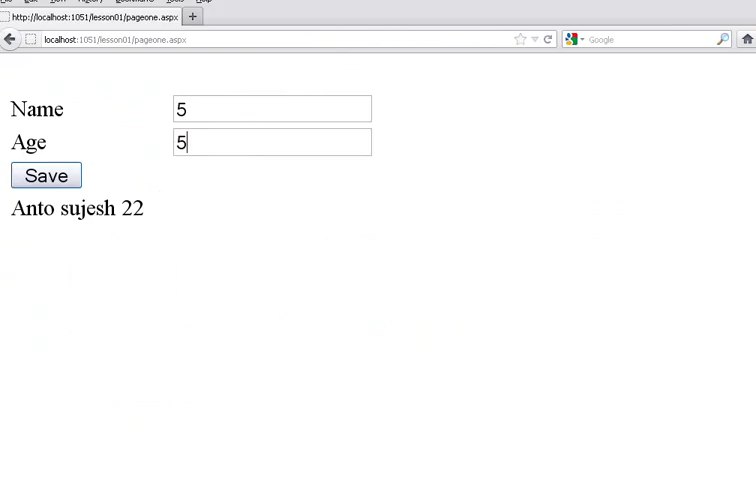 http://localhost:1051/lesson01/pageone.aspx
localhost:1051/lesson01/pageone.aspx
Google
Name 5
Age 5
Save
Anto sujesh 22